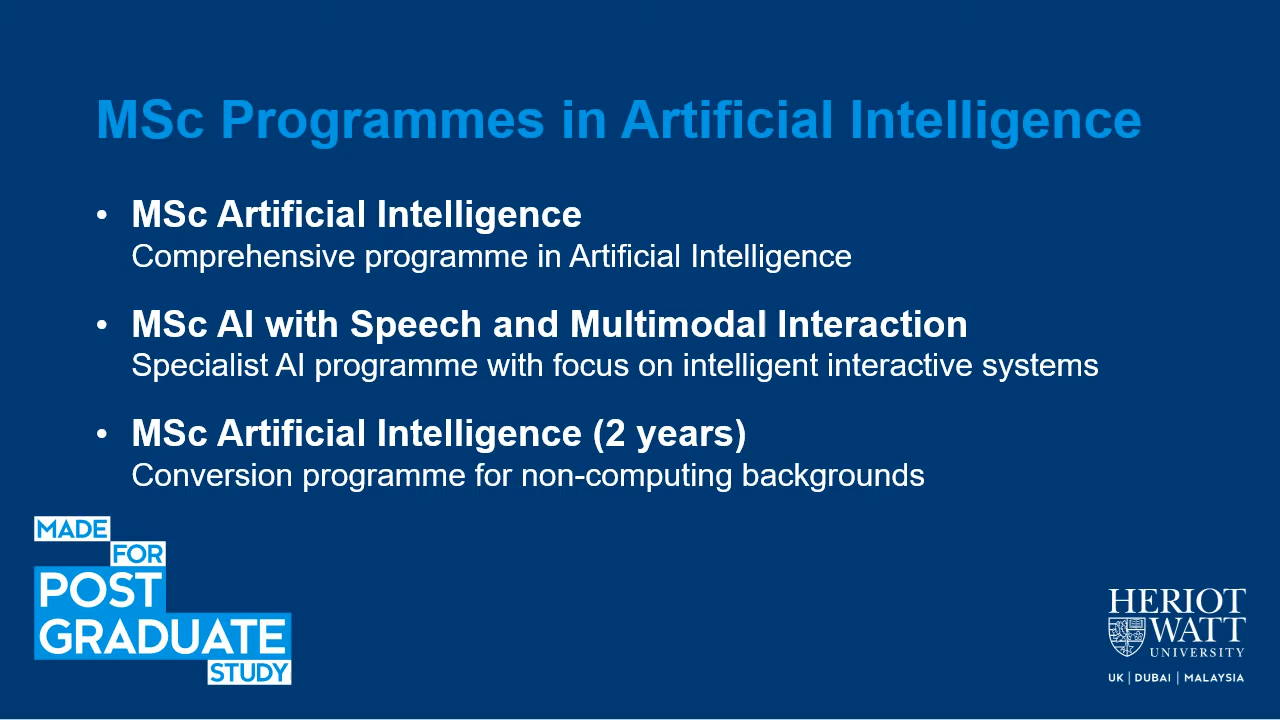 MSc Programmes in Artificial Intelligence
• MSc Artificial Intelligence
Comprehensive programme in Artificial Intelligence
• MSc AI with Speech and Multimodal Interaction
Specialist AI programme with focus on intelligent interactive systems
• MSc Artificial Intelligence (2 years)
Conversion programme for non-computing backgrounds
MADE
FOR
POST
GRADUATE
STUDY
HERIOT
WATT
UNIVERSITY
UK | DUBAI | MALAYSIA